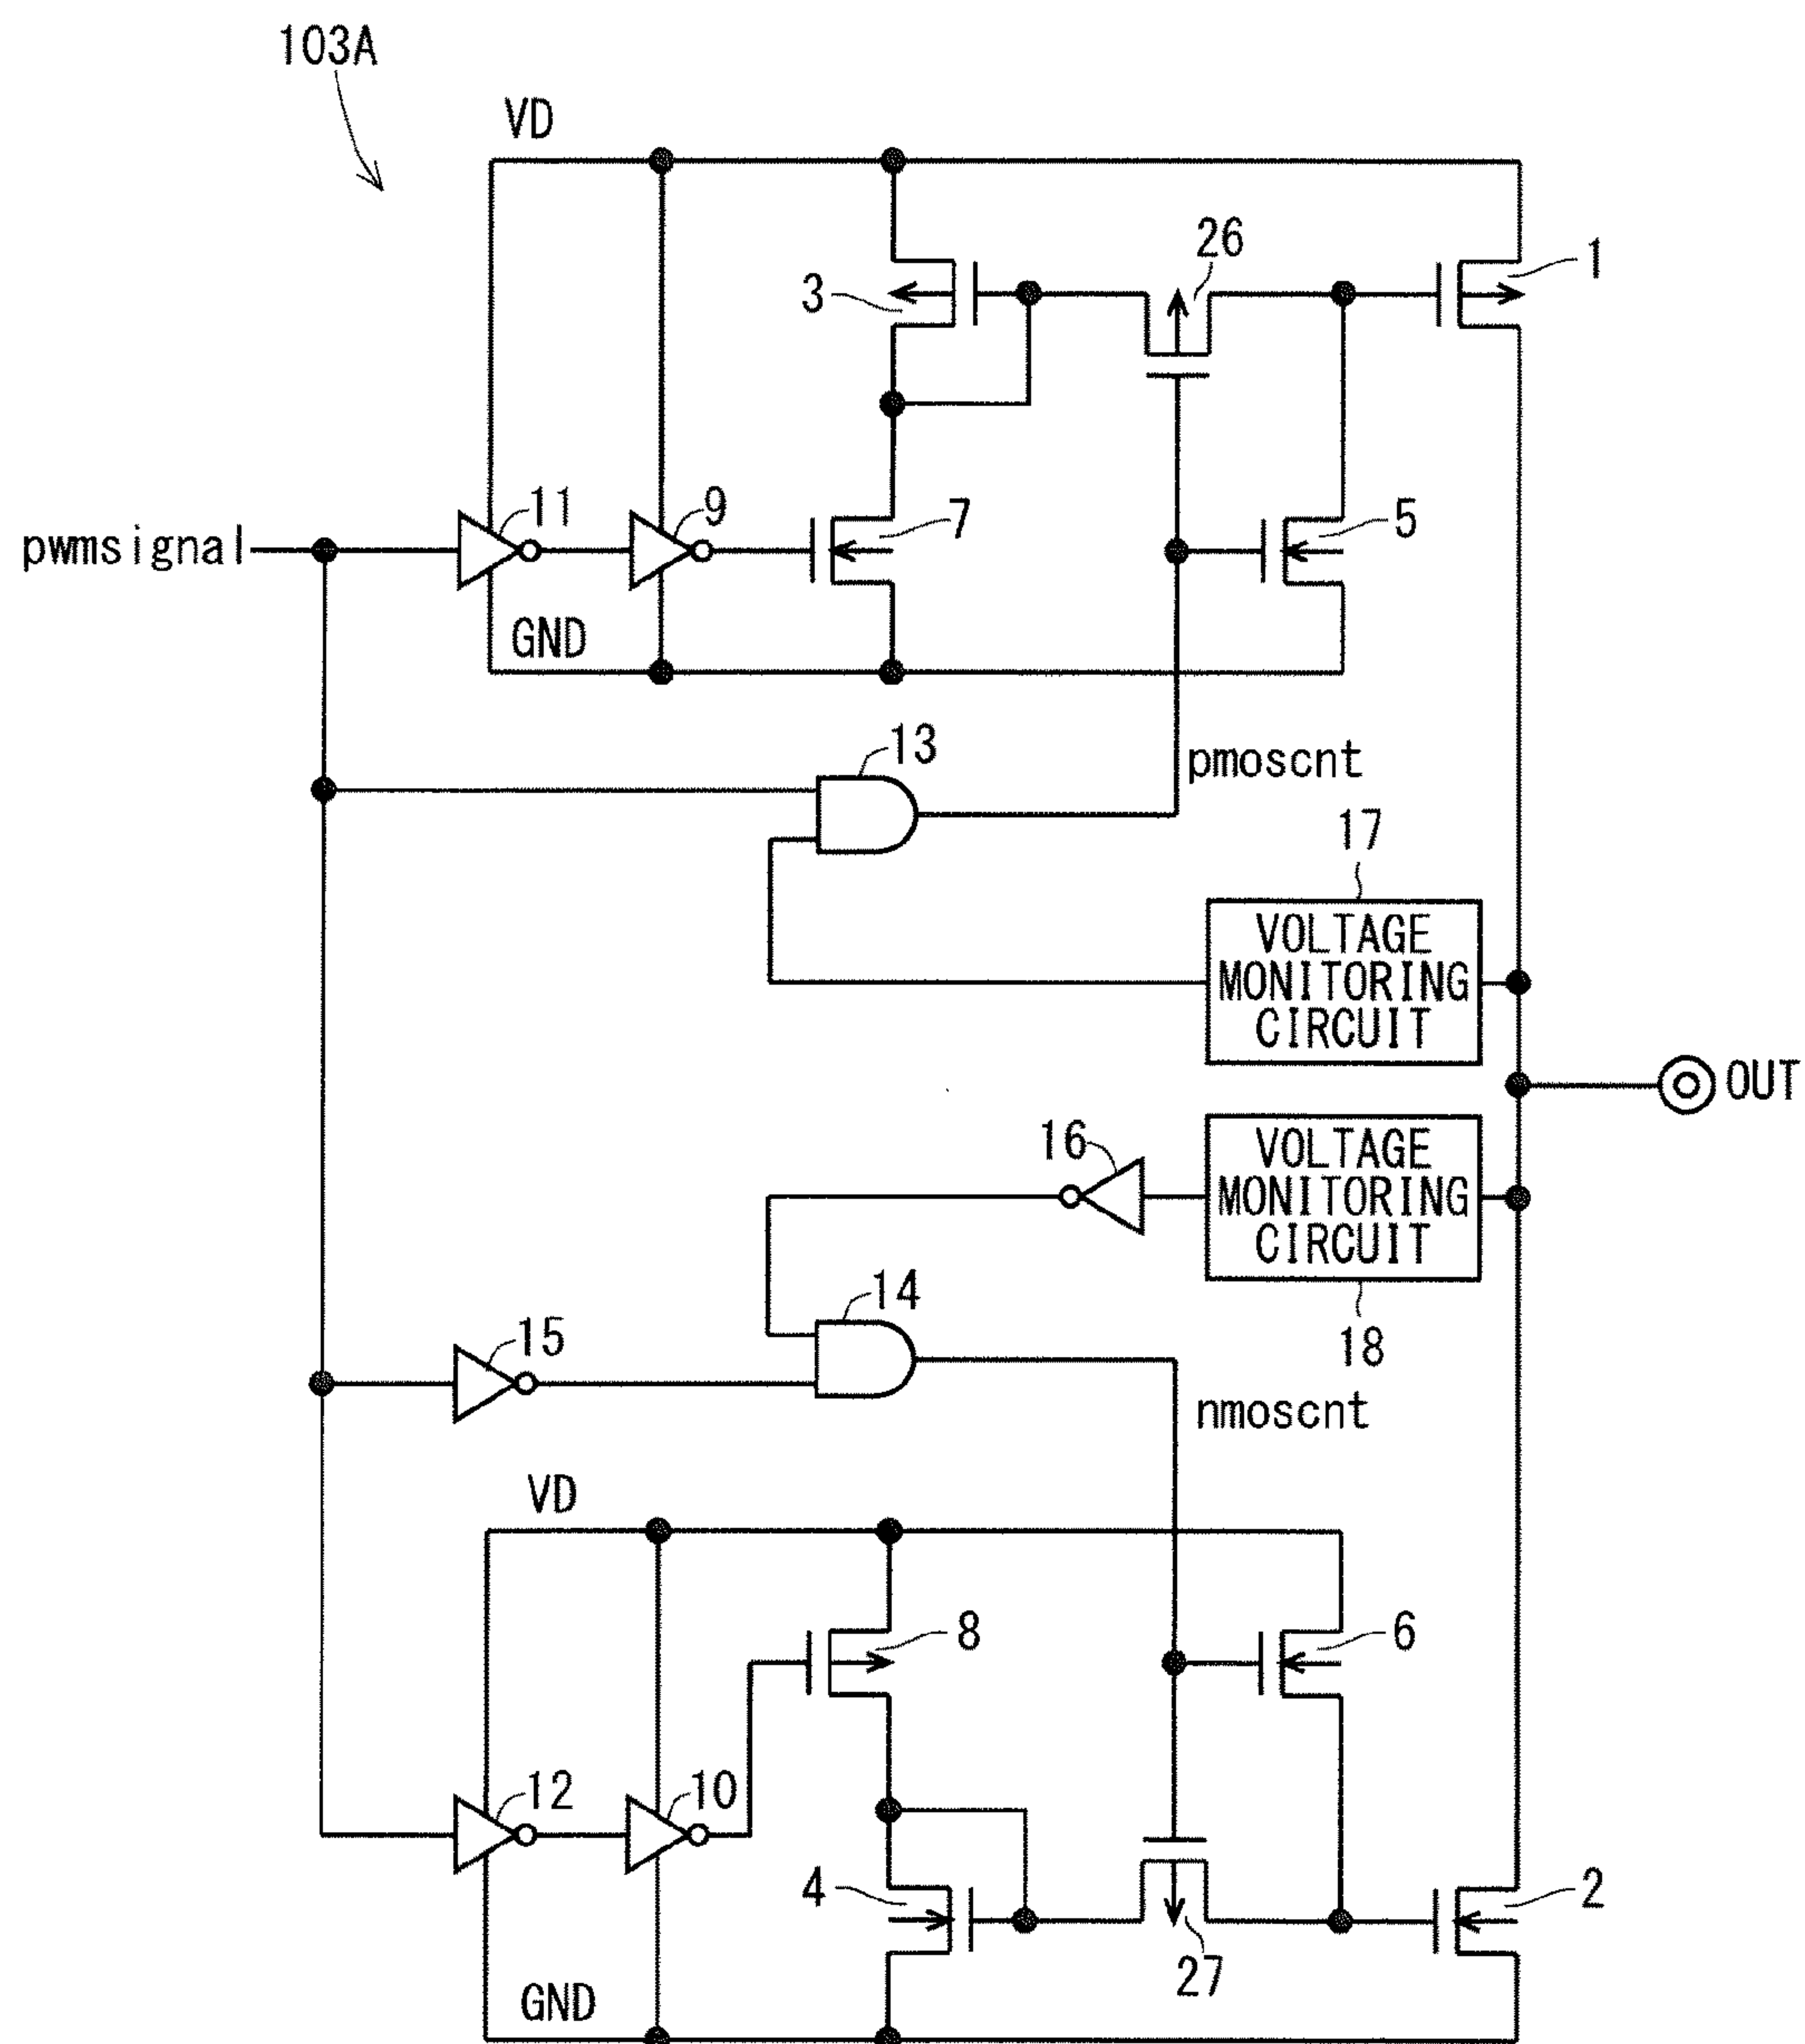 103A
VD
26
1
3
11
9
7
5
pwmsignal
GND
13
pmoscnt
17
VOLTAGE
MONITORING
CIRCUIT
OUT
16
VOLTAGE
MONITORING
CIRCUIT
14
18
15
nmoscnt
VD
8
6
12
10
4
2
27
GND